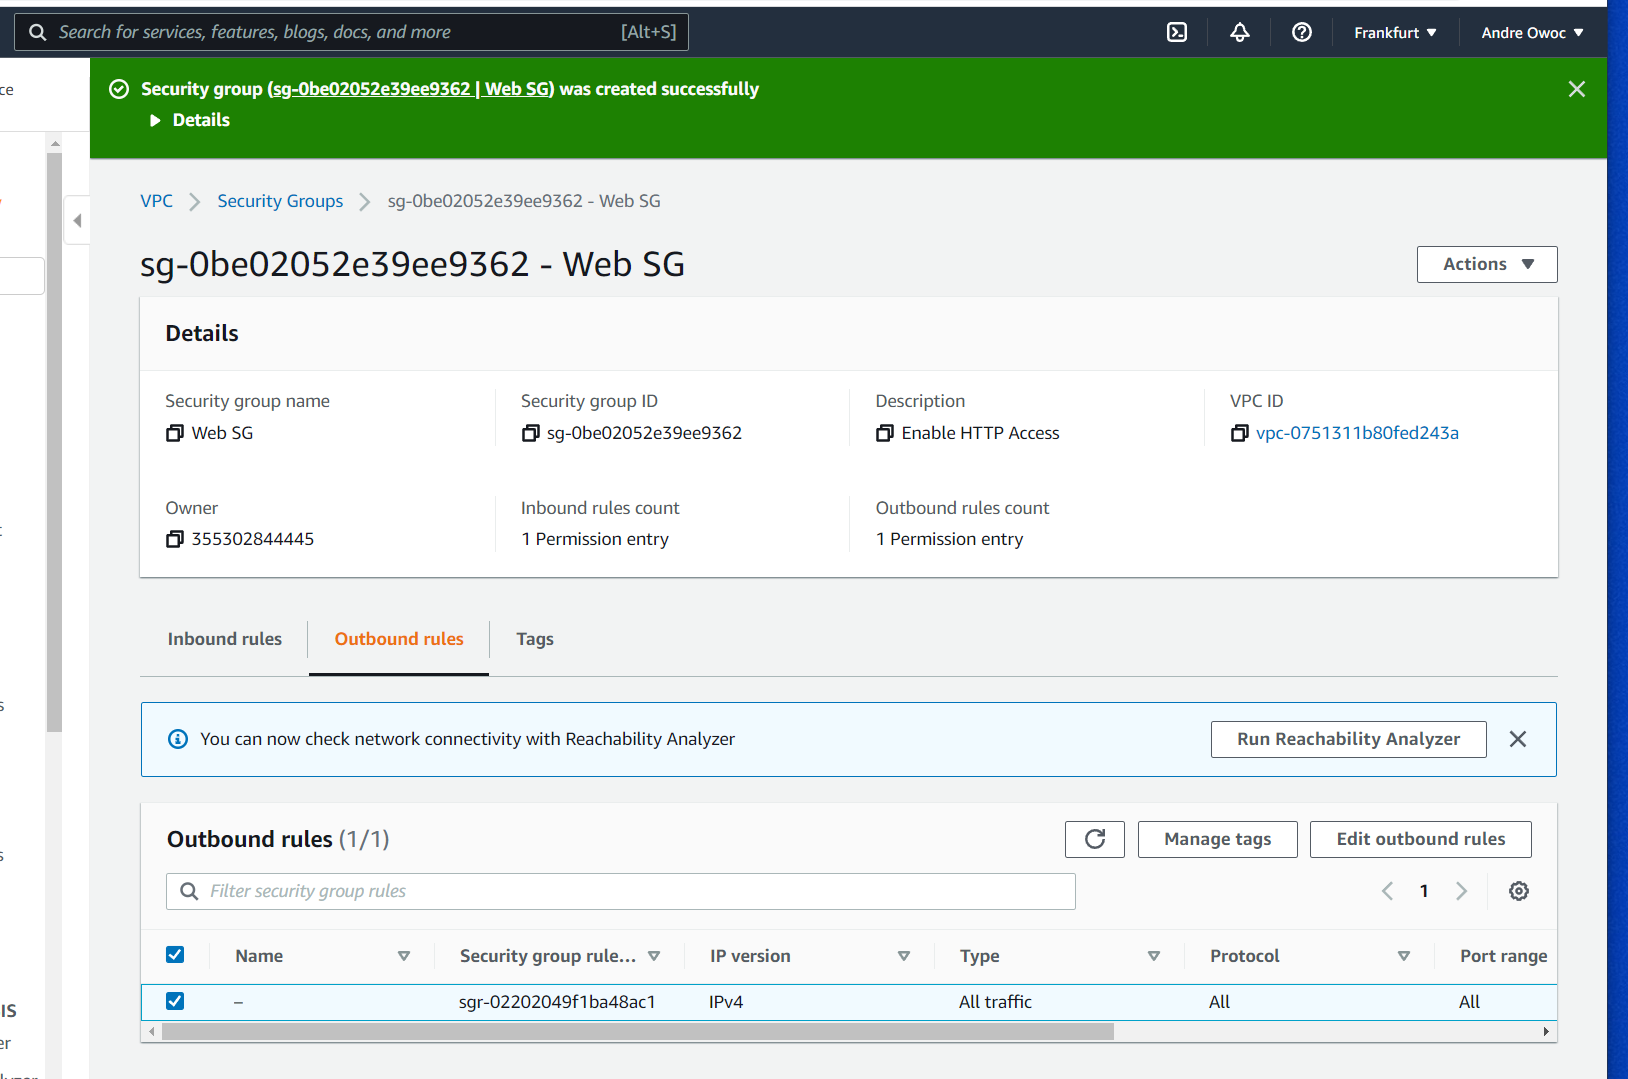 Search for services, features, blogs, docs, and more [Alt+S] Frankfurt Andre Owoc
Security group (sg-0be02052e39ee9362 | Web SG) was created successfully
Details
VPC Security Groups sg-0be02052e39ee9362 - Web SG
sg-0be02052e39ee9362 - Web SG
Actions
Details
Security group name Security group ID Description VPC ID
Web SG sg-0be02052e39ee9362 Enable HTTP Access vpc-0751311b80fed243a
Owner Inbound rules count Outbound rules count
355302844445 1 Permission entry 1 Permission entry
Inbound rules Outbound rules Tags
You can now check network connectivity with Reachability Analyzer Run Reachability Analyzer
Outbound rules (1/1) Manage tags Edit outbound rules
Filter security group rules 1
Name Security group rule... IP version Type Protocol Port range
– sgr-02202049f1ba48ac1 IPv4 All traffic All All